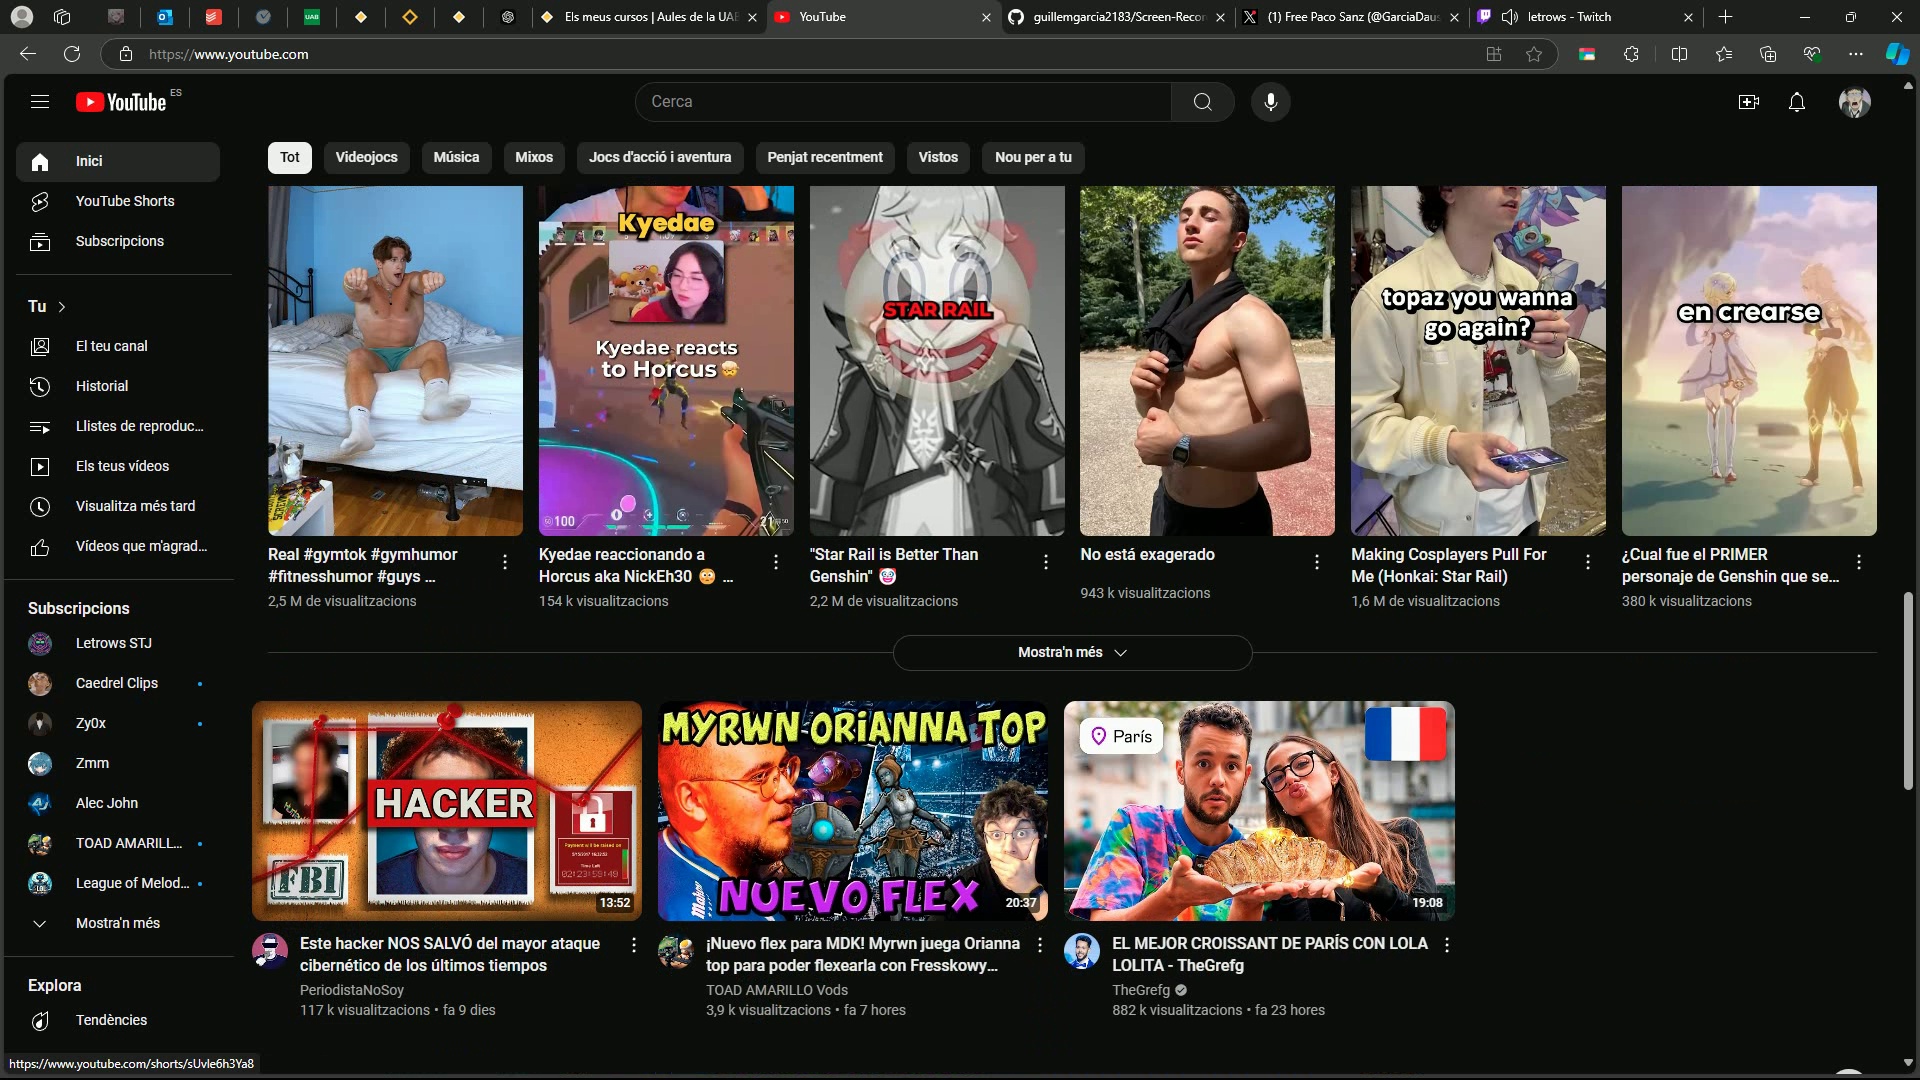 Els meus cursos | Aules de la UAB
YouTube
guillemgarcia2183/Screen-Recor
(1) Free Paco Sanz (@GarciaDaus
letrows - Twitch
https://www.youtube.com
YouTube ES
Cerca
Inici
YouTube Shorts
Subscripcions
Tu
El teu canal
Historial
Llistes de reproduc...
Els teus vídeos
Visualitza més tard
Vídeos que m'agrad...
Subscripcions
Letrows STJ
Caedrel Clips
Zy0x
Zmm
Alec John
TOAD AMARILL...
League of Melod...
Mostra'n més
Explora
Tendències
https://www.youtube.com/shorts/sUvle6h3Ya8
Tot
Videojocs
Música
Mixos
Jocs d'acció i aventura
Penjat recentment
Vistos
Nou per a tu
Kyedae
Kyedae reacts
to Horcus
100
21
STAR RAIL
topaz you wanna
go again?
en crearse
Real #gymtok #gymhumor
#fitnesshumor #guys ...
2,5 M de visualitzacions
Kyedae reaccionando a
Horcus aka NickEh30 😳 ...
154 k visualitzacions
"Star Rail is Better Than
Genshin" 🤡
2,2 M de visualitzacions
No está exagerado
943 k visualitzacions
Making Cosplayers Pull For
Me (Honkai: Star Rail)
1,6 M de visualitzacions
¿Cual fue el PRIMER
personaje de Genshin que se...
380 k visualitzacions
Mostra'n més
HACKER
FBI
Payment will be raised on
13:52
MYRWN ORIANNA TOP
NUEVO FLEX
20:37
París
19:08
Este hacker NOS SALVÓ del mayor ataque
cibernético de los últimos tiempos
PeriodistaNoSoy
117 k visualitzacions • fa 9 dies
¡Nuevo flex para MDK! Myrwn juega Orianna
top para poder flexearla con Fresskowy...
TOAD AMARILLO Vods
3,9 k visualitzacions • fa 7 hores
EL MEJOR CROISSANT DE PARÍS CON LOLA
LOLITA - TheGrefg
TheGrefg
882 k visualitzacions • fa 23 hores